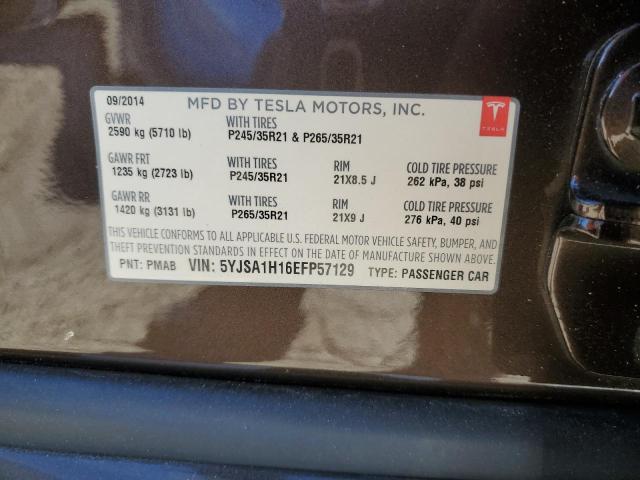 09/2014 MFD BY TESLA MOTORS, INC.
GVWR WITH TIRES
2590 kg (5710 lb) P245/35R21 & P265/35R21
TESLA
GAWR FRT WITH TIRES RIM COLD TIRE PRESSURE
1235 kg (2723 lb) P245/35R21 21X8.5 J 262 kPa, 38 psi
GAWR RR WITH TIRES RIM COLD TIRE PRESSURE
1420 kg (3131 lb) P265/35R21 21X9 J 276 kPa, 40 psi
THIS VEHICLE CONFORMS TO ALL APPLICABLE U.S. FEDERAL MOTOR VEHICLE SAFETY, BUMPER, AND
THEFT PREVENTION STANDARDS IN EFFECT ON THE DATE OF MANUFACTURE SHOWN ABOVE.
PNT: PMAB VIN: 5YJSA1H16EFP57129 TYPE: PASSENGER CAR